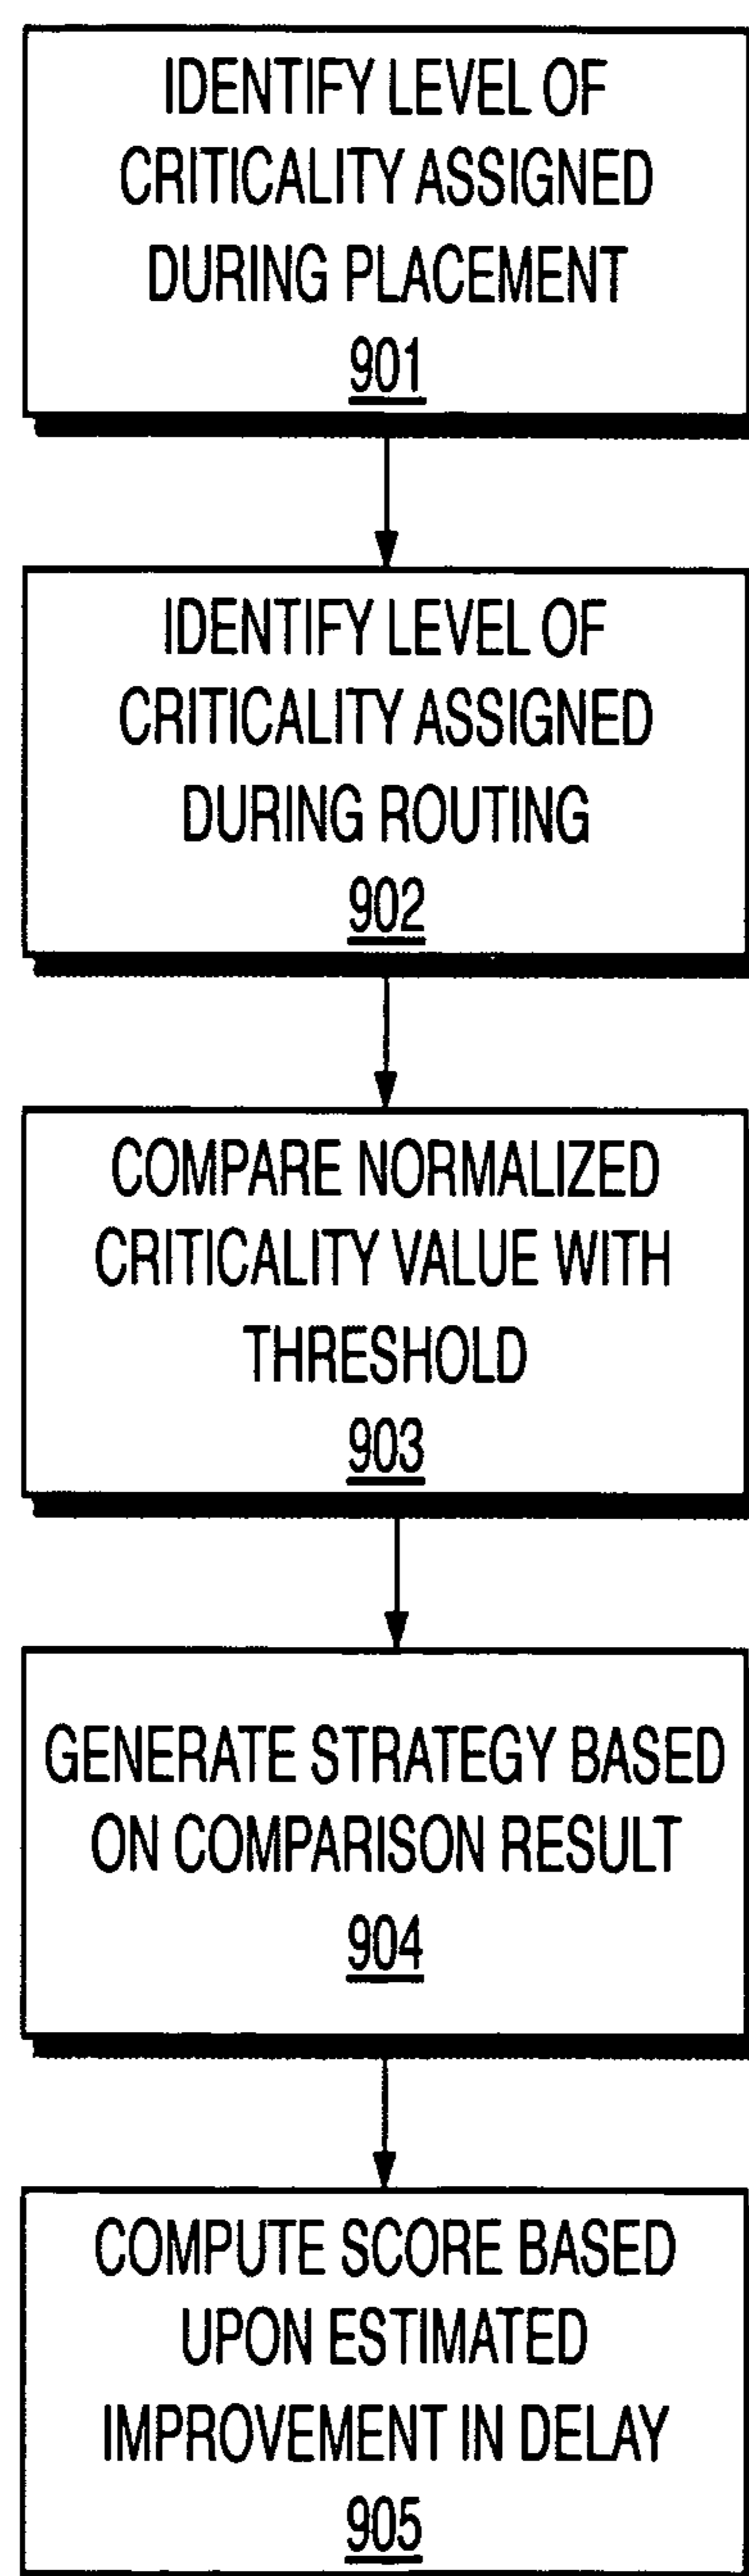 IDENTIFY LEVEL OF
CRITICALITY ASSIGNED
DURING PLACEMENT
901
IDENTIFY LEVEL OF
CRITICALITY ASSIGNED
DURING ROUTING
902
COMPARE NORMALIZED
CRITICALITY VALUE WITH
THRESHOLD
903
GENERATE STRATEGY BASED
ON COMPARISON RESULT
904
COMPUTE SCORE BASED
UPON ESTIMATED
IMPROVEMENT IN DELAY
905